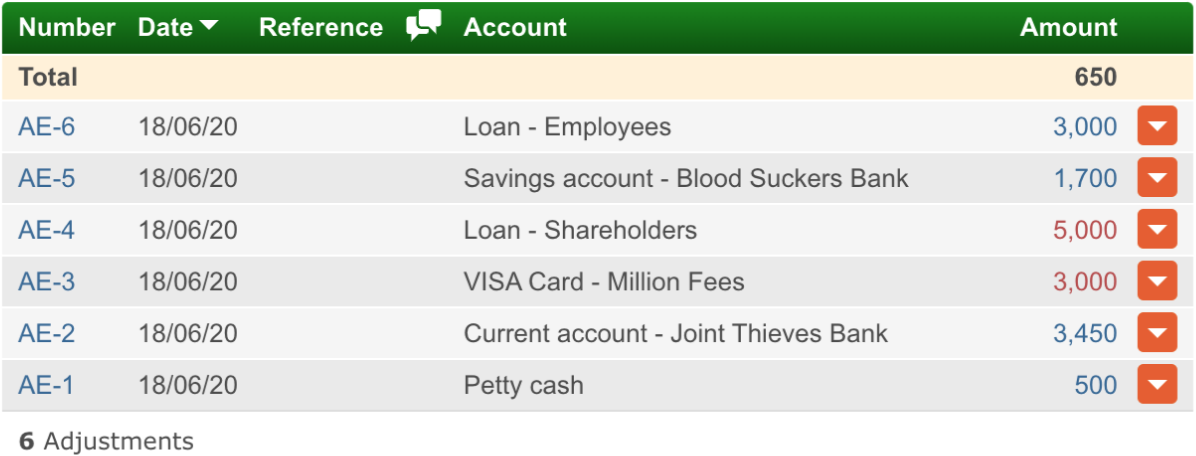 Number Date Reference Account Amount
Total 650
AE-6 18/06/20 Loan - Employees 3,000
AE-5 18/06/20 Savings account - Blood Suckers Bank 1,700
AE-4 18/06/20 Loan - Shareholders 5,000
AE-3 18/06/20 VISA Card - Million Fees 3,000
AE-2 18/06/20 Current account - Joint Thieves Bank 3,450
AE-1 18/06/20 Petty cash 500
6 Adjustments